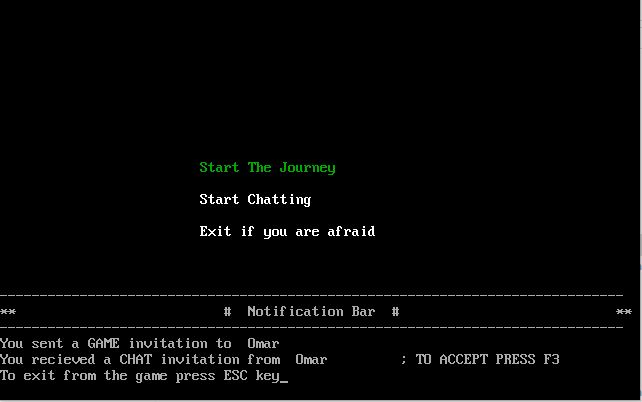 Start The Journey
Start Chatting
Exit if you are afraid
--------------------------------------------------------------------------------
** # Notification Bar # **
--------------------------------------------------------------------------------
You sent a GAME invitation to Omar
You recieved a CHAT invitation from Omar ; TO ACCEPT PRESS F3
To exit from the game press ESC key_